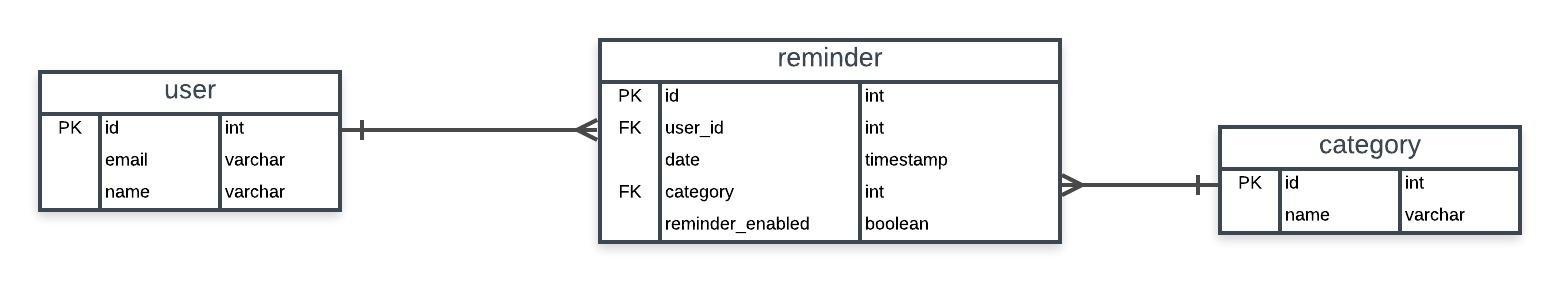 user
PK id int
email varchar
name varchar
reminder
PK id int
FK user_id int
date timestamp
FK category int
reminder_enabled boolean
category
PK id int
name varchar